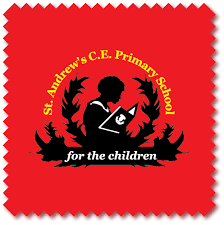 St. Andrew's C.E. Primary School
for the children